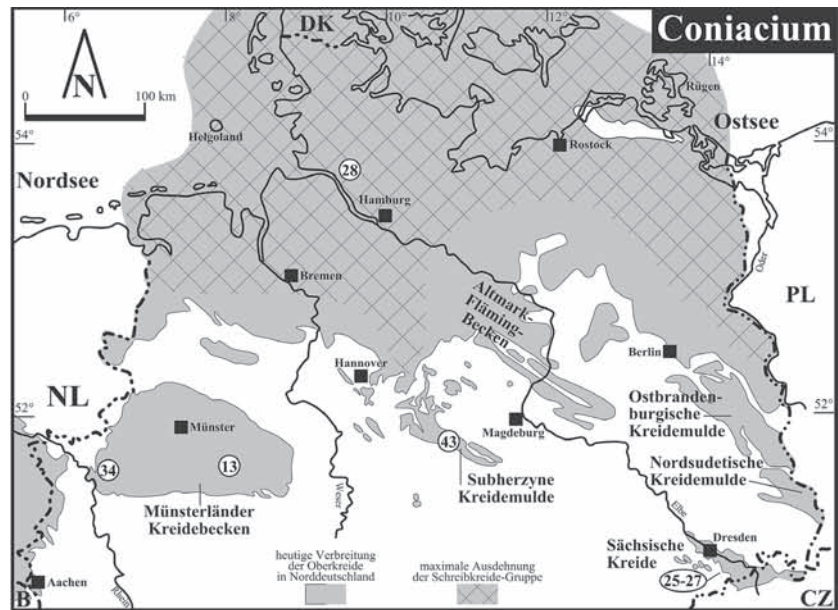 6°
8°
10°
12°
14°
DK
Coniacium
N
0
100 km
Rügen
Helgoland
Ostsee
54°
54°
Rostock
Nordsee
28
Hamburg
Oder
Bremen
Altmark-
Fläming-
Becken
PL
Berlin
Hannover
NL
52°
52°
Ostbranden-
burgische
Kreidemulde
Münster
Magdeburg
43
34
13
Nordsudetische
Kreidemulde
Subherzyne
Kreidemulde
Münsterländer
Kreidebecken
Weser
Elbe
Sächsische
Kreide
Dresden
heutige Verbreitung
der Oberkreide
in Norddeutschland
maximale Ausdehnung
der Schreibkreide-Gruppe
25-27
Aachen
B
Rhein
CZ